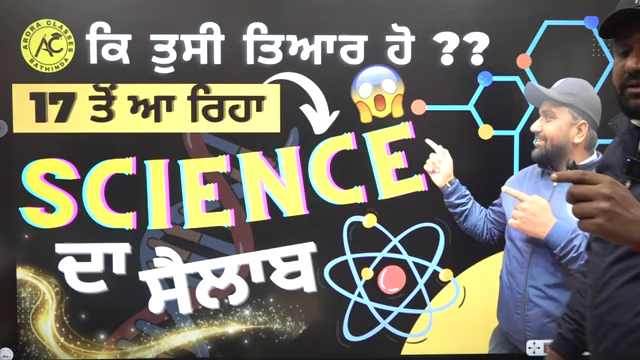 ARORA CLASSES
AC
BATHINDA
ਕਿ ਤੁਸੀ ਤਿਆਰ ਹੋ ??
17 ਤੋਂ ਆ ਰਿਹਾ
SCIENCE
ਦਾ ਸੈਲਾਬ